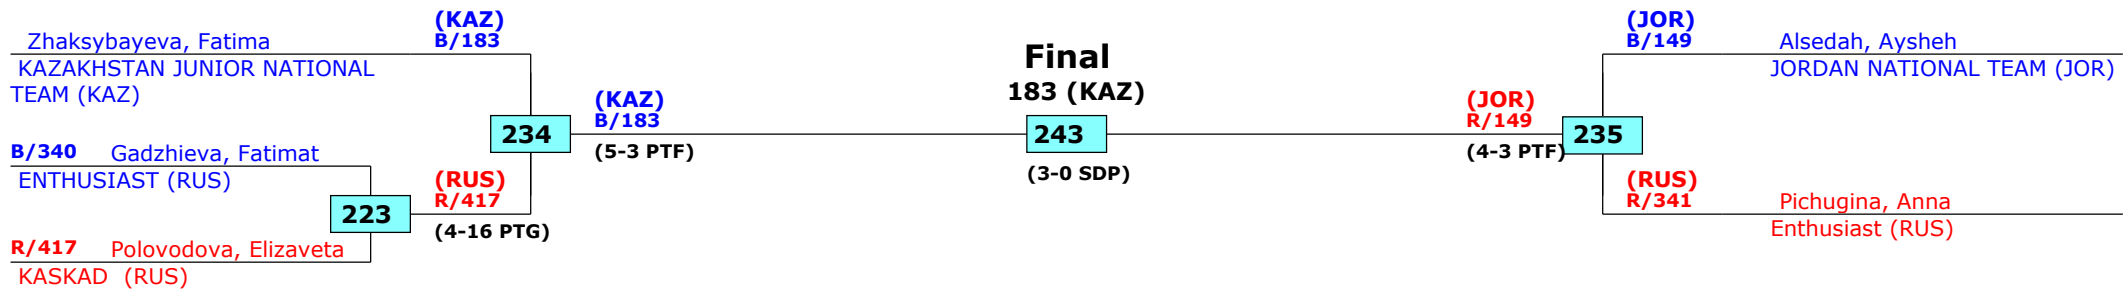 (KAZ)
B/183
Zhaksybayeva, Fatima
KAZAKHSTAN JUNIOR NATIONAL
TEAM (KAZ)
B/340 Gadzhieva, Fatimat
ENTHUSIAST (RUS)
223
R/417 Polovodova, Elizaveta
KASKAD (RUS)
(RUS)
R/417
(4-16 PTG)
234
(KAZ)
B/183
(5-3 PTF)
Final
183 (KAZ)
243
(3-0 SDP)
(JOR)
R/149
(4-3 PTF)
235
(JOR)
B/149
Alsedah, Aysheh
JORDAN NATIONAL TEAM (JOR)
(RUS)
R/341
Pichugina, Anna
Enthusiast (RUS)